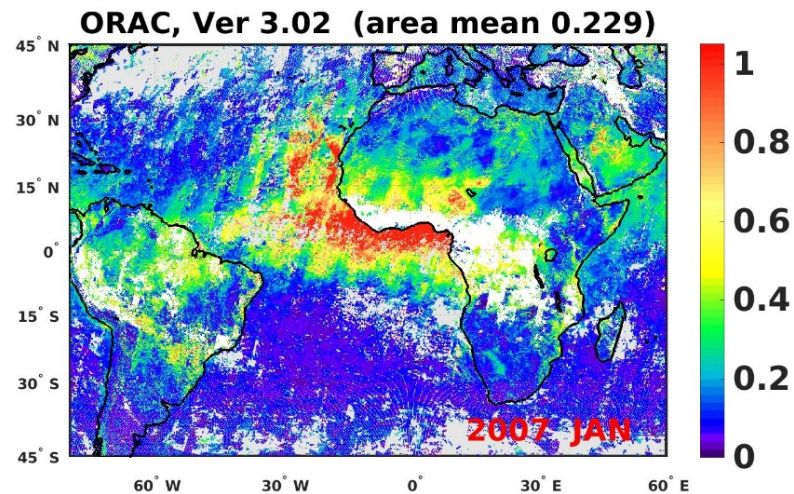 ORAC, Ver 3.02 (area mean 0.229)
45° N
30° N
15° N
0°
15° S
30° S
45° S
60° W
30° W
0°
30° E
60° E
1
0.8
0.6
0.4
0.2
0
2007 JAN